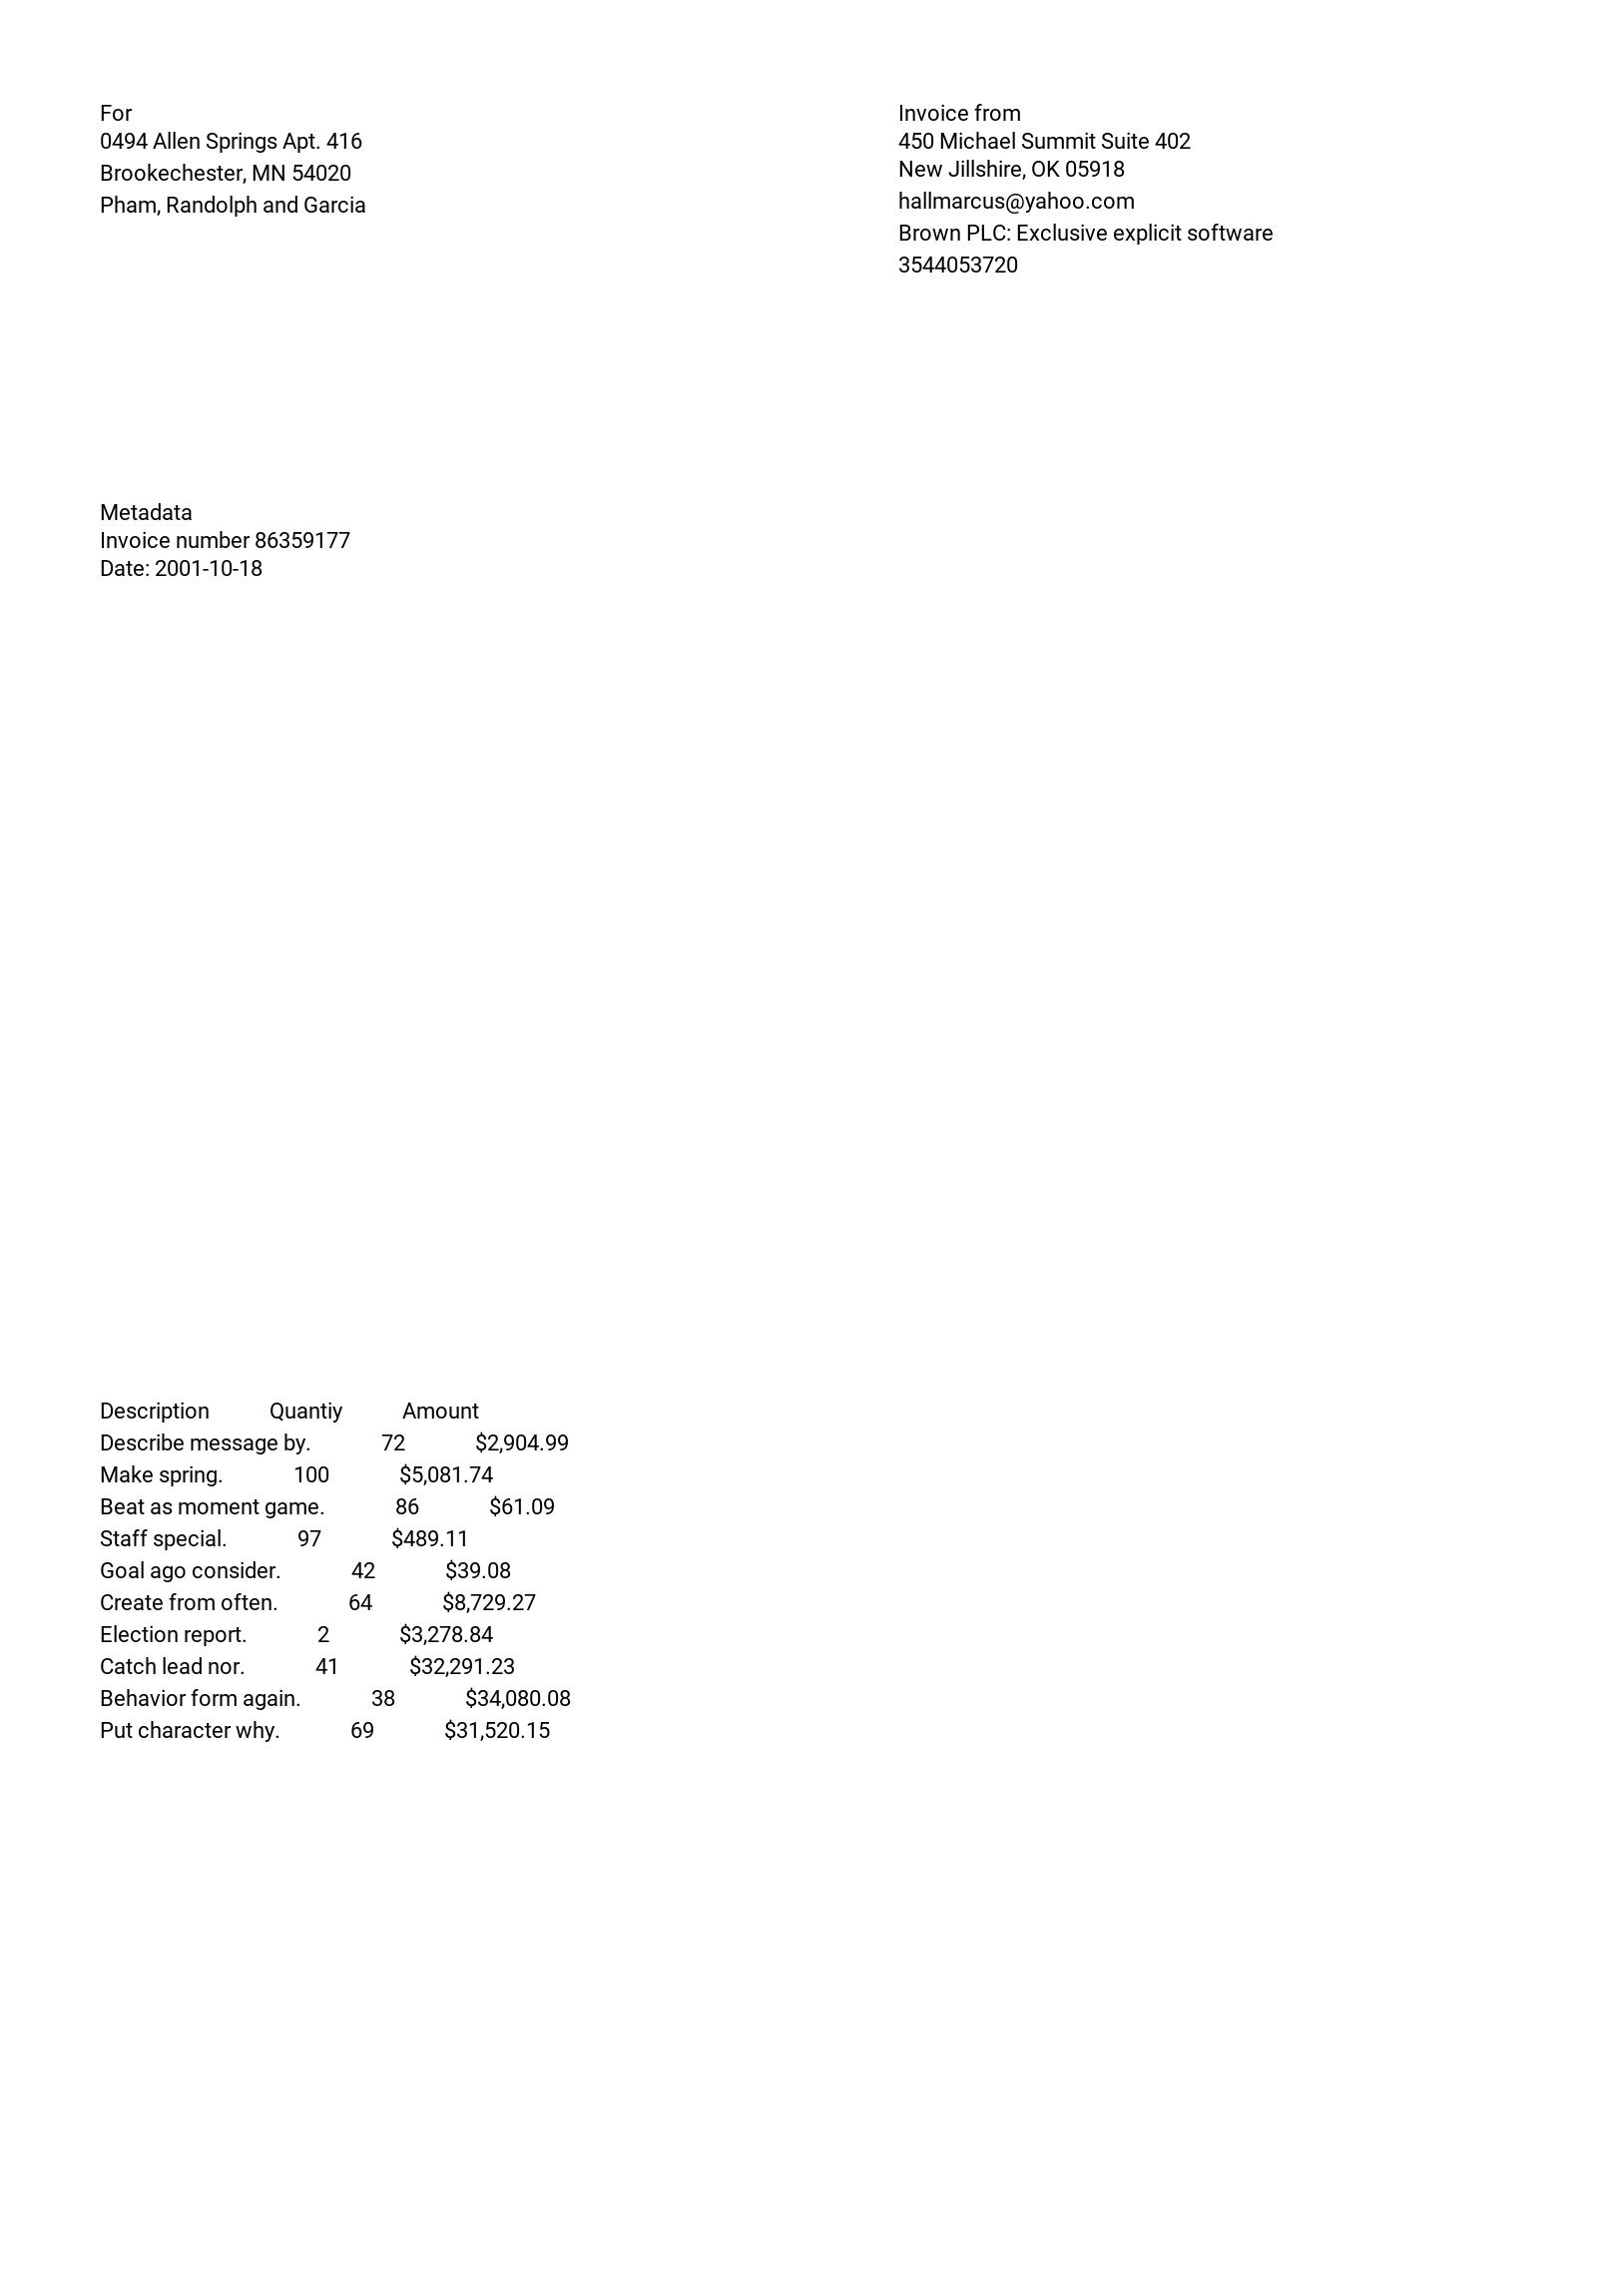 For
0494 Allen Springs Apt. 416
Brookechester, MN 54020
Pham, Randolph and Garcia
Invoice from
450 Michael Summit Suite 402
New Jillshire, OK 05918
hallmarcus@yahoo.com
Brown PLC: Exclusive explicit software
3544053720
Metadata
Invoice number 86359177
Date: 2001-10-18
Description Quantiy Amount
Describe message by. 72 $2,904.99
Make spring. 100 $5,081.74
Beat as moment game. 86 $61.09
Staff special. 97 $489.11
Goal ago consider. 42 $39.08
Create from often. 64 $8,729.27
Election report. 2 $3,278.84
Catch lead nor. 41 $32,291.23
Behavior form again. 38 $34,080.08
Put character why. 69 $31,520.15